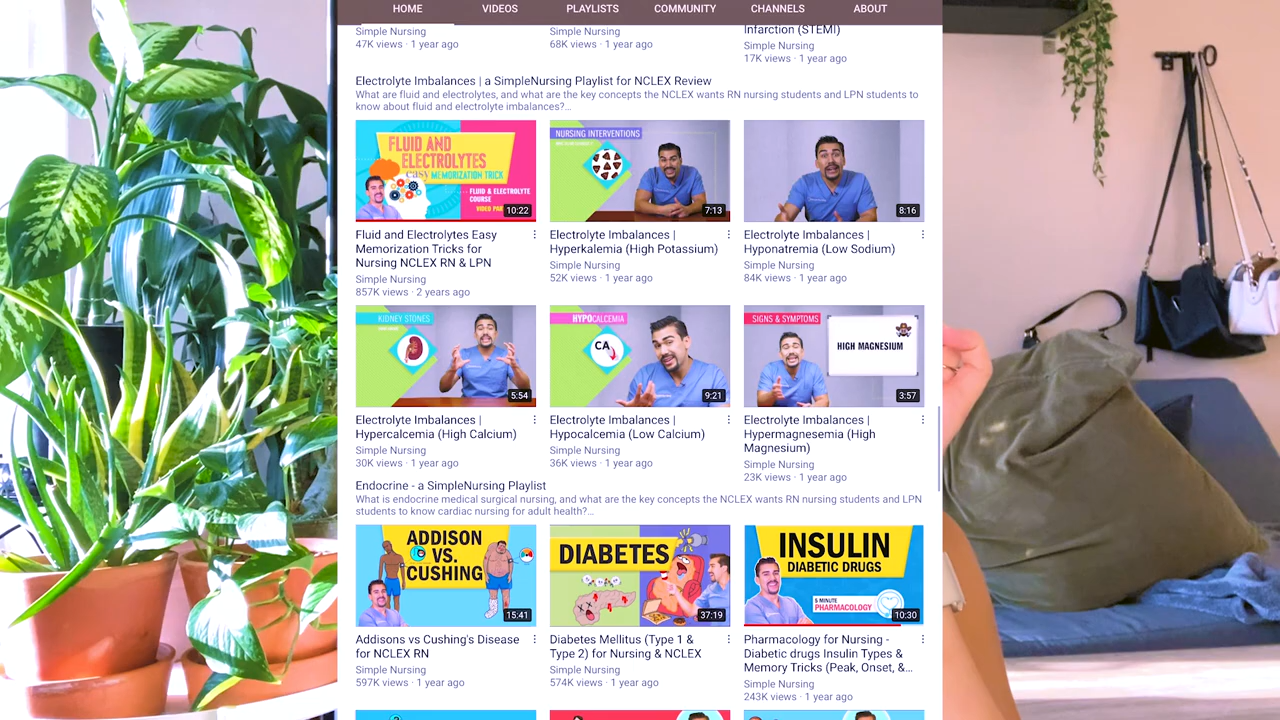 HOME VIDEOS PLAYLISTS COMMUNITY CHANNELS ABOUT
Simple Nursing
47K views · 1 year ago
Simple Nursing
68K views · 1 year ago
Infarction (STEMI)
Simple Nursing
17K views · 1 year ago
Electrolyte Imbalances | a SimpleNursing Playlist for NCLEX Review
What are fluid and electrolytes, and what are the key concepts the NCLEX wants RN nursing students and LPN students to
know about fluid and electrolyte imbalances?...
FLUID AND
ELECTROLYTES
easy MEMORIZATION TRICK
FLUID & ELECTROLYTE
COURSE
VIDEO
10:22
Fluid and Electrolytes Easy
Memorization Tricks for
Nursing NCLEX RN & LPN
Simple Nursing
857K views · 2 years ago
NURSING INTERVENTIONS
7:13
Electrolyte Imbalances |
Hyperkalemia (High Potassium)
Simple Nursing
52K views · 1 year ago
8:16
Electrolyte Imbalances |
Hyponatremia (Low Sodium)
Simple Nursing
84K views · 1 year ago
KIDNEY STONES
5:54
Electrolyte Imbalances |
Hypercalcemia (High Calcium)
Simple Nursing
30K views · 1 year ago
HYPOCALCEMIA
CA
9:21
Electrolyte Imbalances |
Hypocalcemia (Low Calcium)
Simple Nursing
36K views · 1 year ago
SIGNS & SYMPTOMS
HIGH MAGNESIUM
3:57
Electrolyte Imbalances |
Hypermagnesemia (High
Magnesium)
Simple Nursing
23K views · 1 year ago
Endocrine - a SimpleNursing Playlist
What is endocrine medical surgical nursing, and what are the key concepts the NCLEX wants RN nursing students and LPN
students to know cardiac nursing for adult health?...
ADDISON
VS.
CUSHING
15:41
Addisons vs Cushing's Disease
for NCLEX RN
Simple Nursing
597K views · 1 year ago
DIABETES
37:19
Diabetes Mellitus (Type 1 &
Type 2) for Nursing & NCLEX
Simple Nursing
574K views · 1 year ago
INSULIN
DIABETIC DRUGS
5 MINUTE
PHARMACOLOGY
10:30
Pharmacology for Nursing -
Diabetic drugs Insulin Types &
Memory Tricks (Peak, Onset, &...
Simple Nursing
243K views · 1 year ago